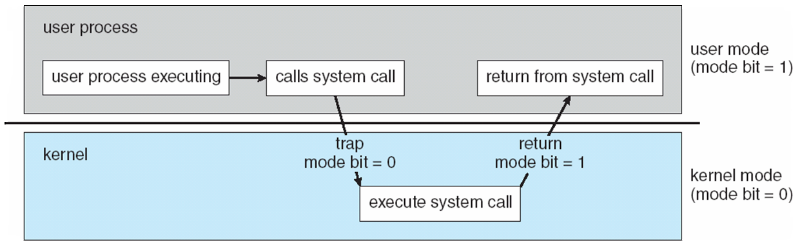 user process
user process executing
calls system call
return from system call
user mode
(mode bit = 1)
trap
mode bit = 0
return
mode bit = 1
kernel
execute system call
kernel mode
(mode bit = 0)